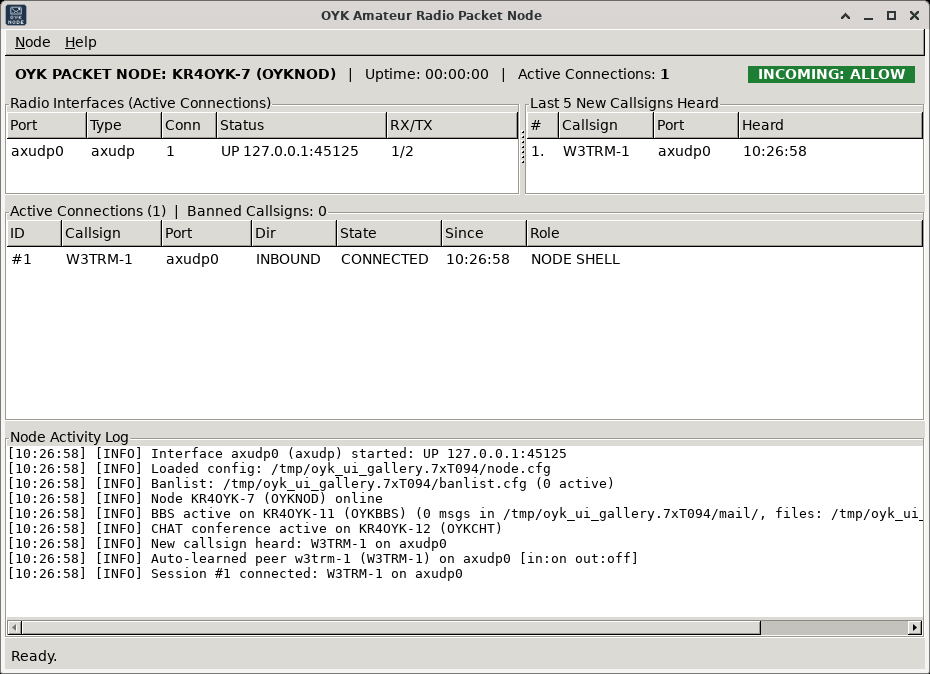 OYK Amateur Radio Packet Node
OYK
NODE
Node Help
OYK PACKET NODE: KR4OYK-7 (OYKNOD) | Uptime: 00:00:00 | Active Connections: 1 INCOMING: ALLOW
Radio Interfaces (Active Connections)
Port Type Conn Status RX/TX
axudp0 axudp 1 UP 127.0.0.1:45125 1/2
Last 5 New Callsigns Heard
# Callsign Port Heard
1. W3TRM-1 axudp0 10:26:58
Active Connections (1) | Banned Callsigns: 0
ID Callsign Port Dir State Since Role
#1 W3TRM-1 axudp0 INBOUND CONNECTED 10:26:58 NODE SHELL
Node Activity Log
[10:26:58] [INFO] Interface axudp0 (axudp) started: UP 127.0.0.1:45125
[10:26:58] [INFO] Loaded config: /tmp/oyk_ui_gallery.7xT094/node.cfg
[10:26:58] [INFO] Banlist: /tmp/oyk_ui_gallery.7xT094/banlist.cfg (0 active)
[10:26:58] [INFO] Node KR4OYK-7 (OYKNOD) online
[10:26:58] [INFO] BBS active on KR4OYK-11 (OYKBBS) (0 msgs in /tmp/oyk_ui_gallery.7xT094/mail/, files: /tmp/oyk_ui_
[10:26:58] [INFO] CHAT conference active on KR4OYK-12 (OYKCHT)
[10:26:58] [INFO] New callsign heard: W3TRM-1 on axudp0
[10:26:58] [INFO] Auto-learned peer w3trm-1 (W3TRM-1) on axudp0 [in:on out:off]
[10:26:58] [INFO] Session #1 connected: W3TRM-1 on axudp0
Ready.